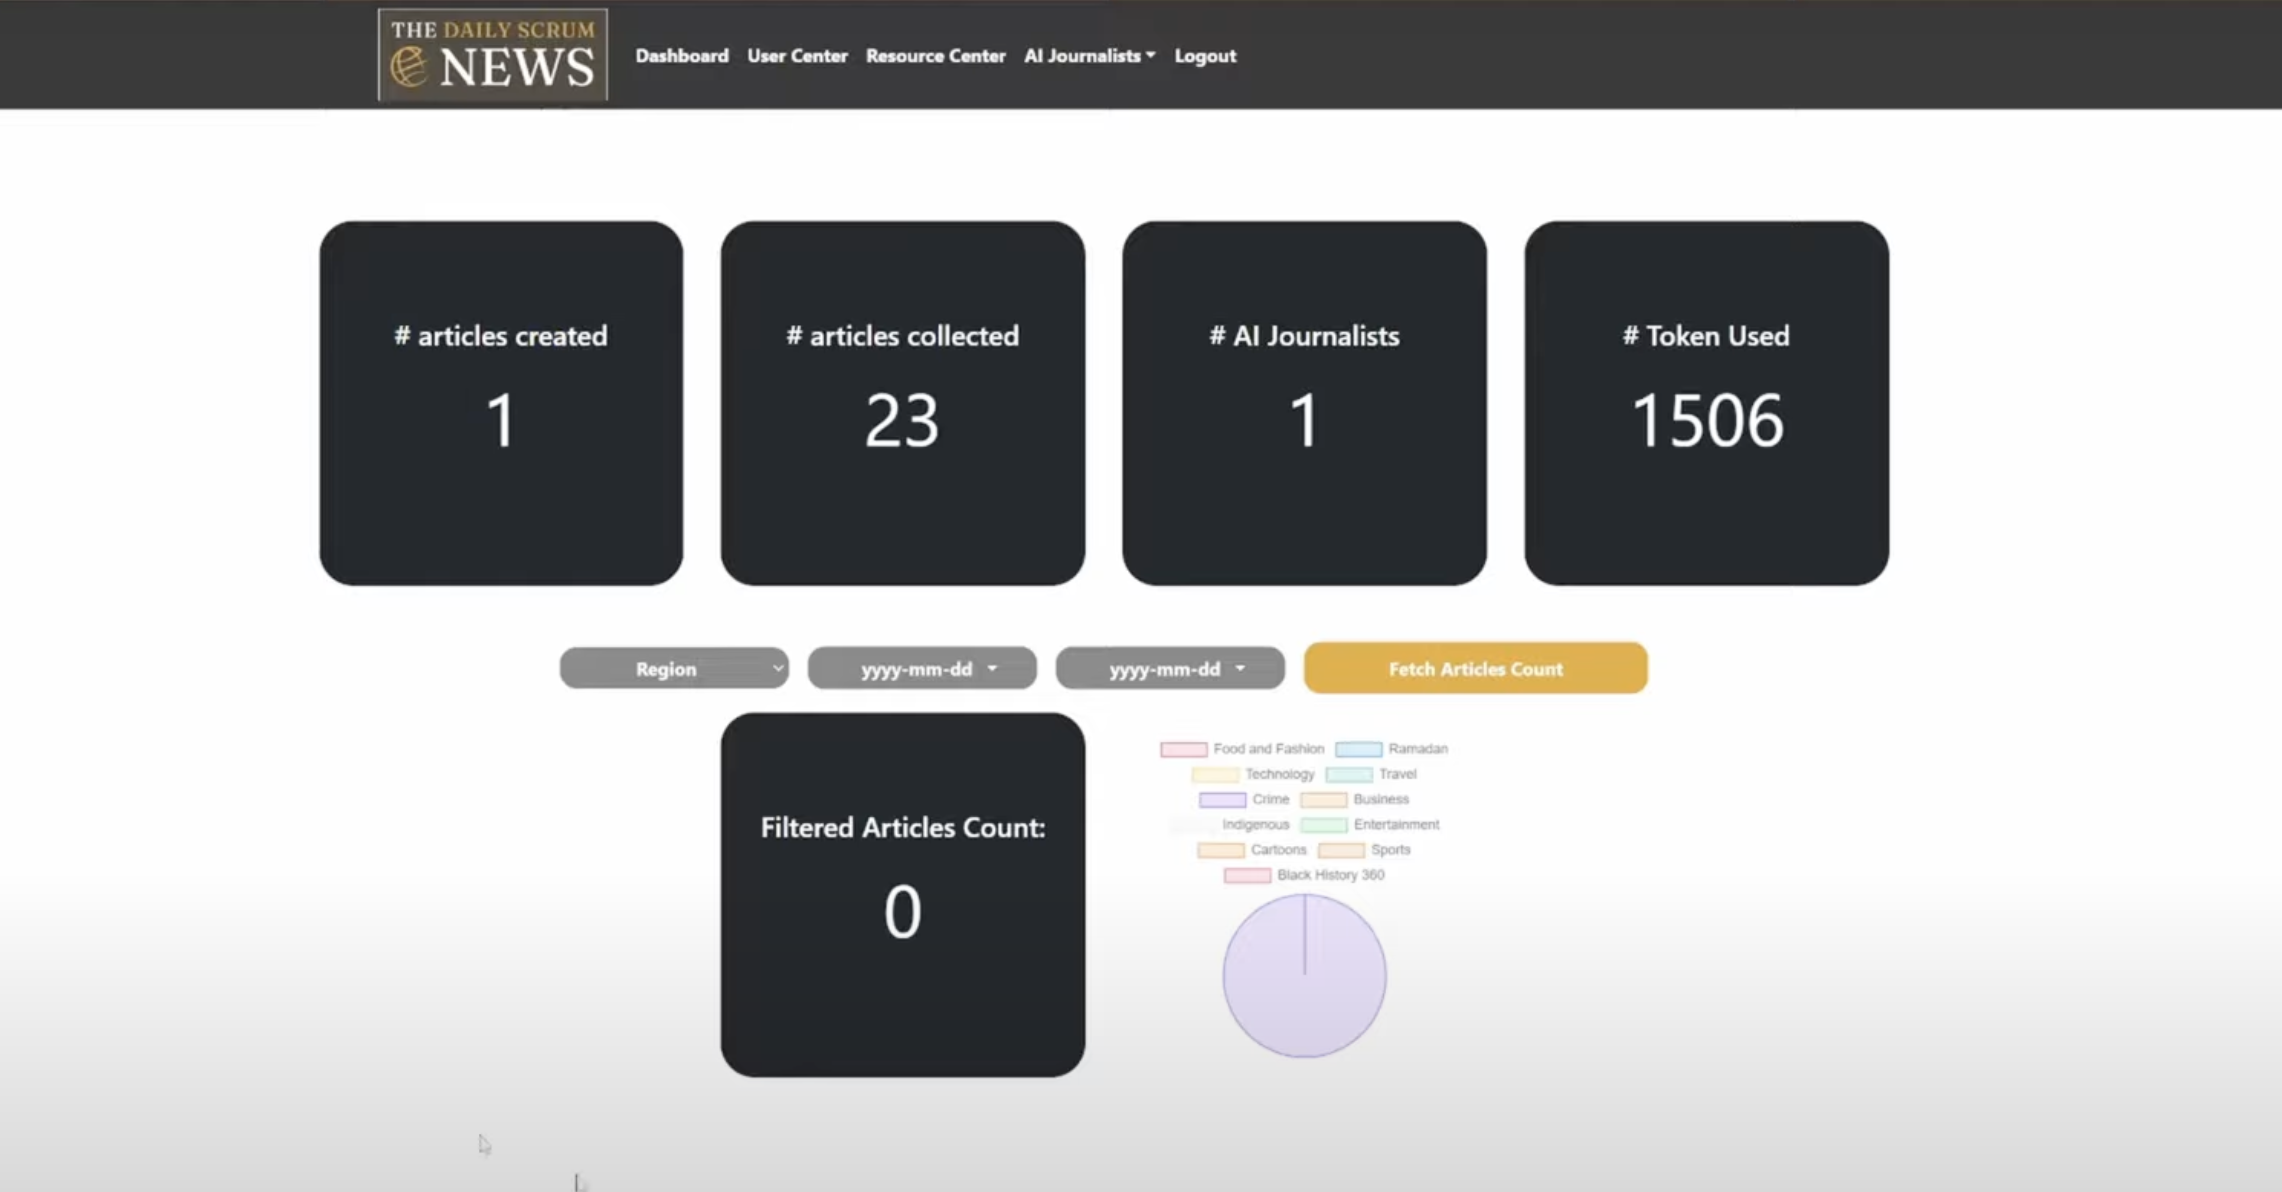 THE DAILY SCRUM
NEWS
Dashboard User Center Resource Center AI Journalists Logout
# articles created
1
# articles collected
23
# AI Journalists
1
# Token Used
1506
Region yyyy-mm-dd yyyy-mm-dd Fetch Articles Count
Filtered Articles Count:
0
Food and Fashion Ramadan
Technology Travel
Crime Business
Indigenous Entertainment
Cartoons Sports
Black History 360